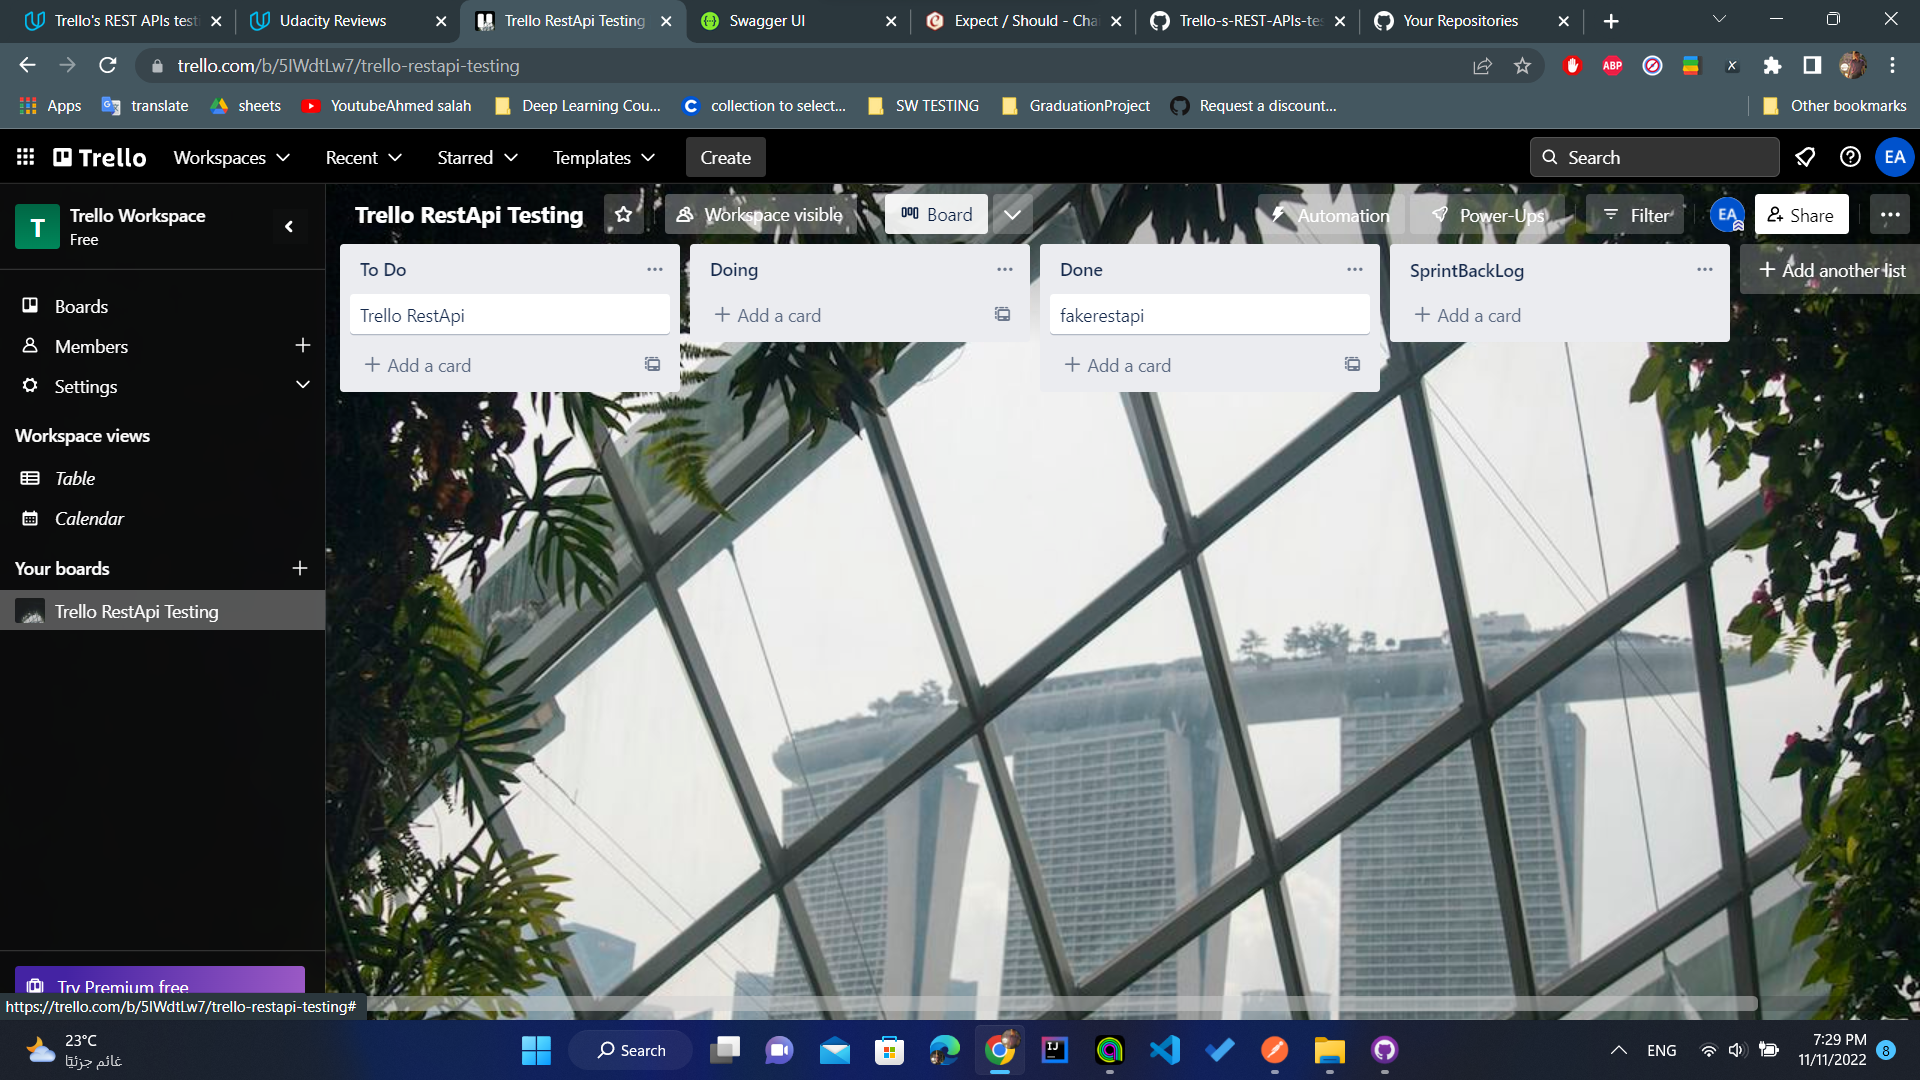 Trello's REST APIs testi
Udacity Reviews
Trello RestApi Testing
Swagger UI
Expect / Should - Cha
Trello-s-REST-APIs-tes
Your Repositories
trello.com/b/5IWdtLw7/trello-restapi-testing
ABP
X
Apps
translate
sheets
YoutubeAhmed salah
Deep Learning Cou...
collection to select...
SW TESTING
GraduationProject
Request a discount...
Other bookmarks
Trello
Workspaces
Recent
Starred
Templates
Create
Search
EA
T
Trello Workspace
Free
Trello RestApi Testing
Workspace visible
Board
Automation
Power-Ups
Filter
EA
Share
Boards
Members
Settings
Workspace views
Table
Calendar
Your boards
Trello RestApi Testing
To Do
Trello RestApi
Add a card
Doing
Add a card
Done
fakerestapi
Add a card
SprintBackLog
Add a card
Add another list
Try Premium free
https://trello.com/b/5IWdtLw7/trello-restapi-testing#
23°C
غائم جزئيًا
Search
ENG
7:29 PM
11/11/2022
8